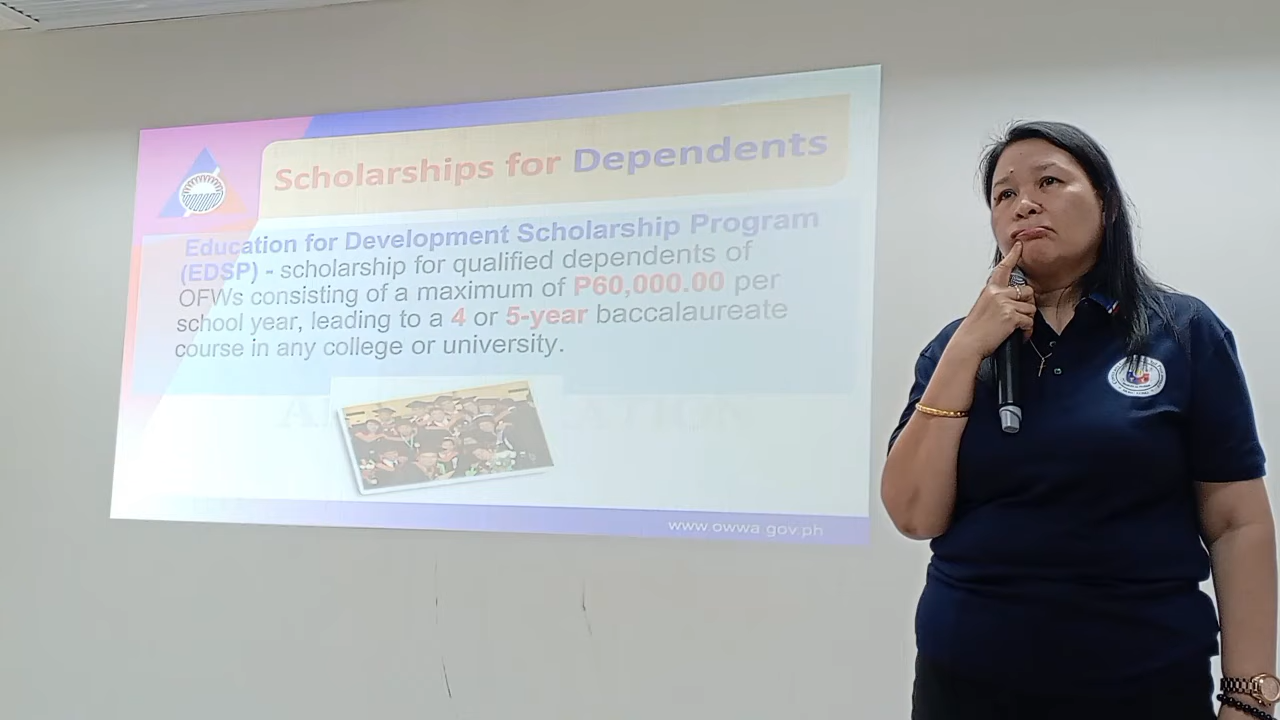 Scholarships for Dependents
Education for Development Scholarship Program
(EDSP) - scholarship for qualified dependents of
OFWs consisting of a maximum of P60,000.00 per
school year, leading to a 4 or 5-year baccalaureate
course in any college or university.
www.owwa.gov.ph